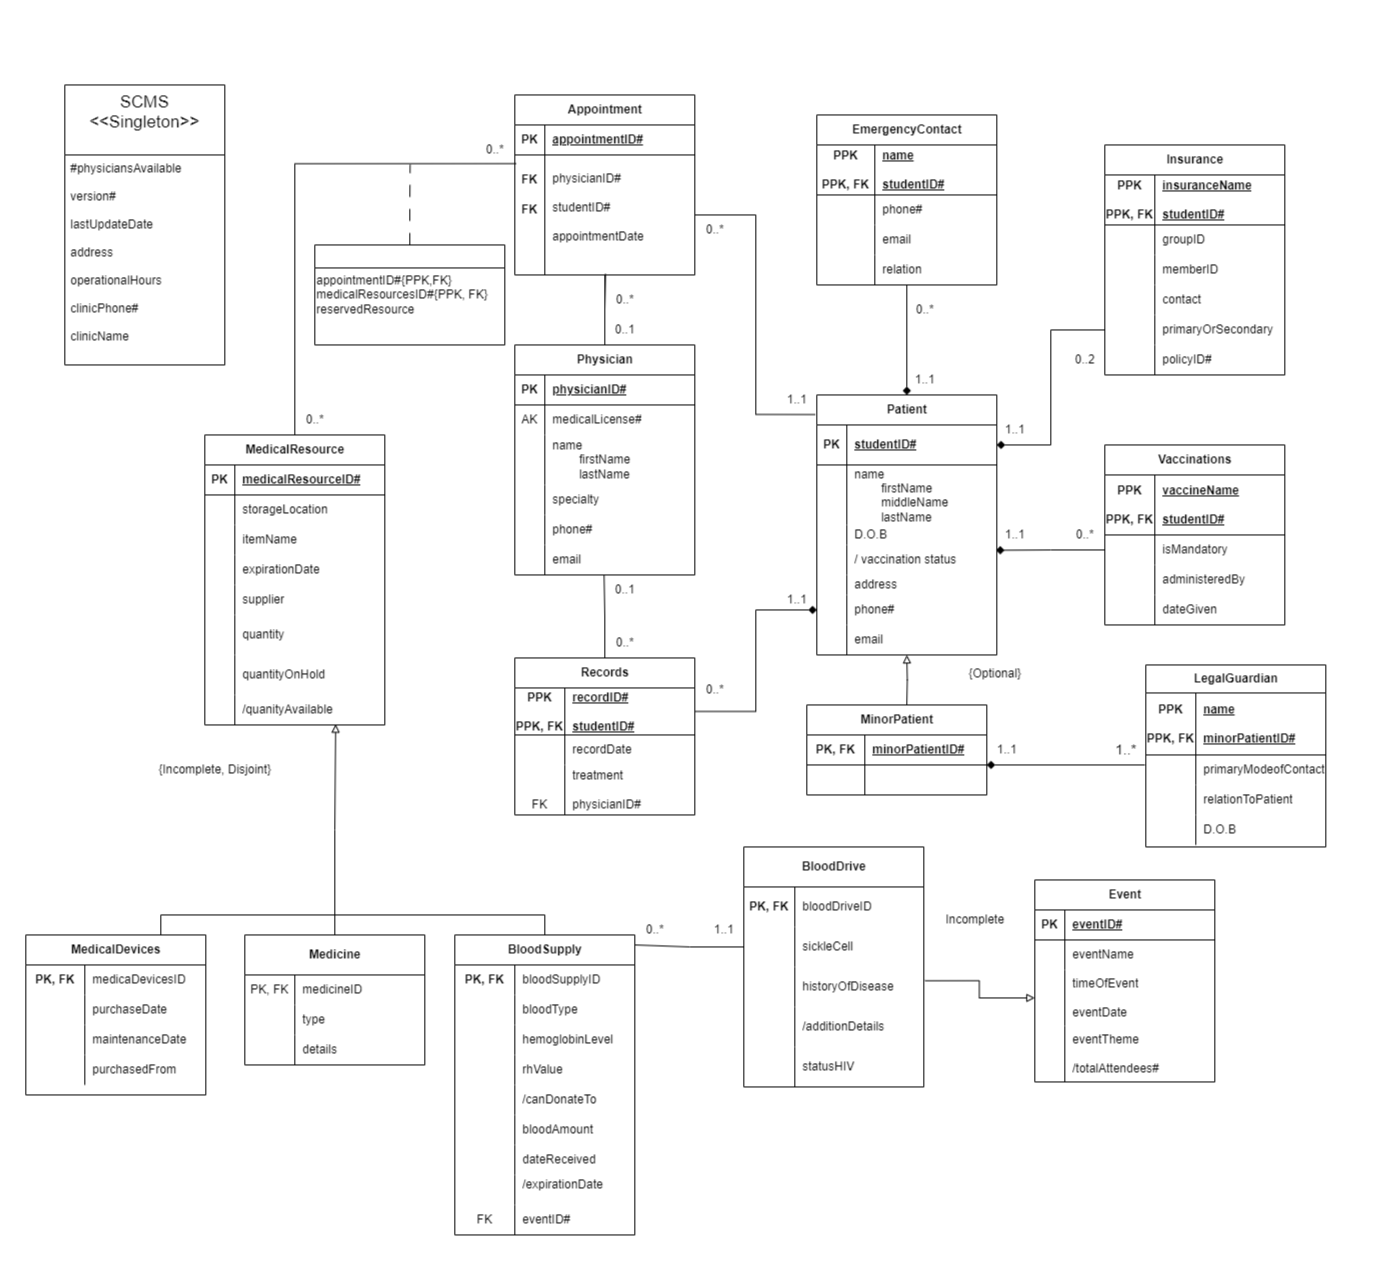 SCMS
<<Singleton>>
#physiciansAvailable
version#
lastUpdateDate
address
operationalHours
clinicPhone#
clinicName
0..*
appointmentID#{PPK,FK}
medicalResourcesID#{PPK, FK}
reservedResource
0..*
Appointment
PK appointmentID#
FK physicianID#
FK studentID#
appointmentDate
0..*
0..*
0..1
Physician
PK physicianID#
AK medicalLicense#
name
firstName
lastName
specialty
phone#
email
0..1
0..*
Records
PPK recordID#
PPK, FK studentID#
recordDate
treatment
FK physicianID#
0..*
1..1
1..1
EmergencyContact
PPK name
PPK, FK studentID#
phone#
email
relation
0..*
1..1
Patient
PK studentID#
name
firstName
middleName
lastName
D.O.B
/ vaccination status
address
phone#
email
1..1
0..2
Insurance
PPK insuranceName
PPK, FK studentID#
groupID
memberID
contact
primaryOrSecondary
policyID#
1..1
0..*
Vaccinations
PPK vaccineName
PPK, FK studentID#
isMandatory
administeredBy
dateGiven
{Optional}
MinorPatient
PK, FK minorPatientID#
1..1
1..*
LegalGuardian
PPK name
PPK, FK minorPatientID#
primaryModeofContact
relationToPatient
D.O.B
MedicalResource
PK medicalResourceID#
storageLocation
itemName
expirationDate
supplier
quantity
quantityOnHold
/quanityAvailable
{Incomplete, Disjoint}
MedicalDevices
PK, FK medicaDevicesID
purchaseDate
maintenanceDate
purchasedFrom
Medicine
PK, FK medicineID
type
details
BloodSupply
PK, FK bloodSupplyID
bloodType
hemoglobinLevel
rhValue
/canDonateTo
bloodAmount
dateReceived
/expirationDate
FK eventID#
0..*
1..1
BloodDrive
PK, FK bloodDriveID
sickleCell
historyOfDisease
/additionDetails
statusHIV
Incomplete
Event
PK eventID#
eventName
timeOfEvent
eventDate
eventTheme
/totalAttendees#